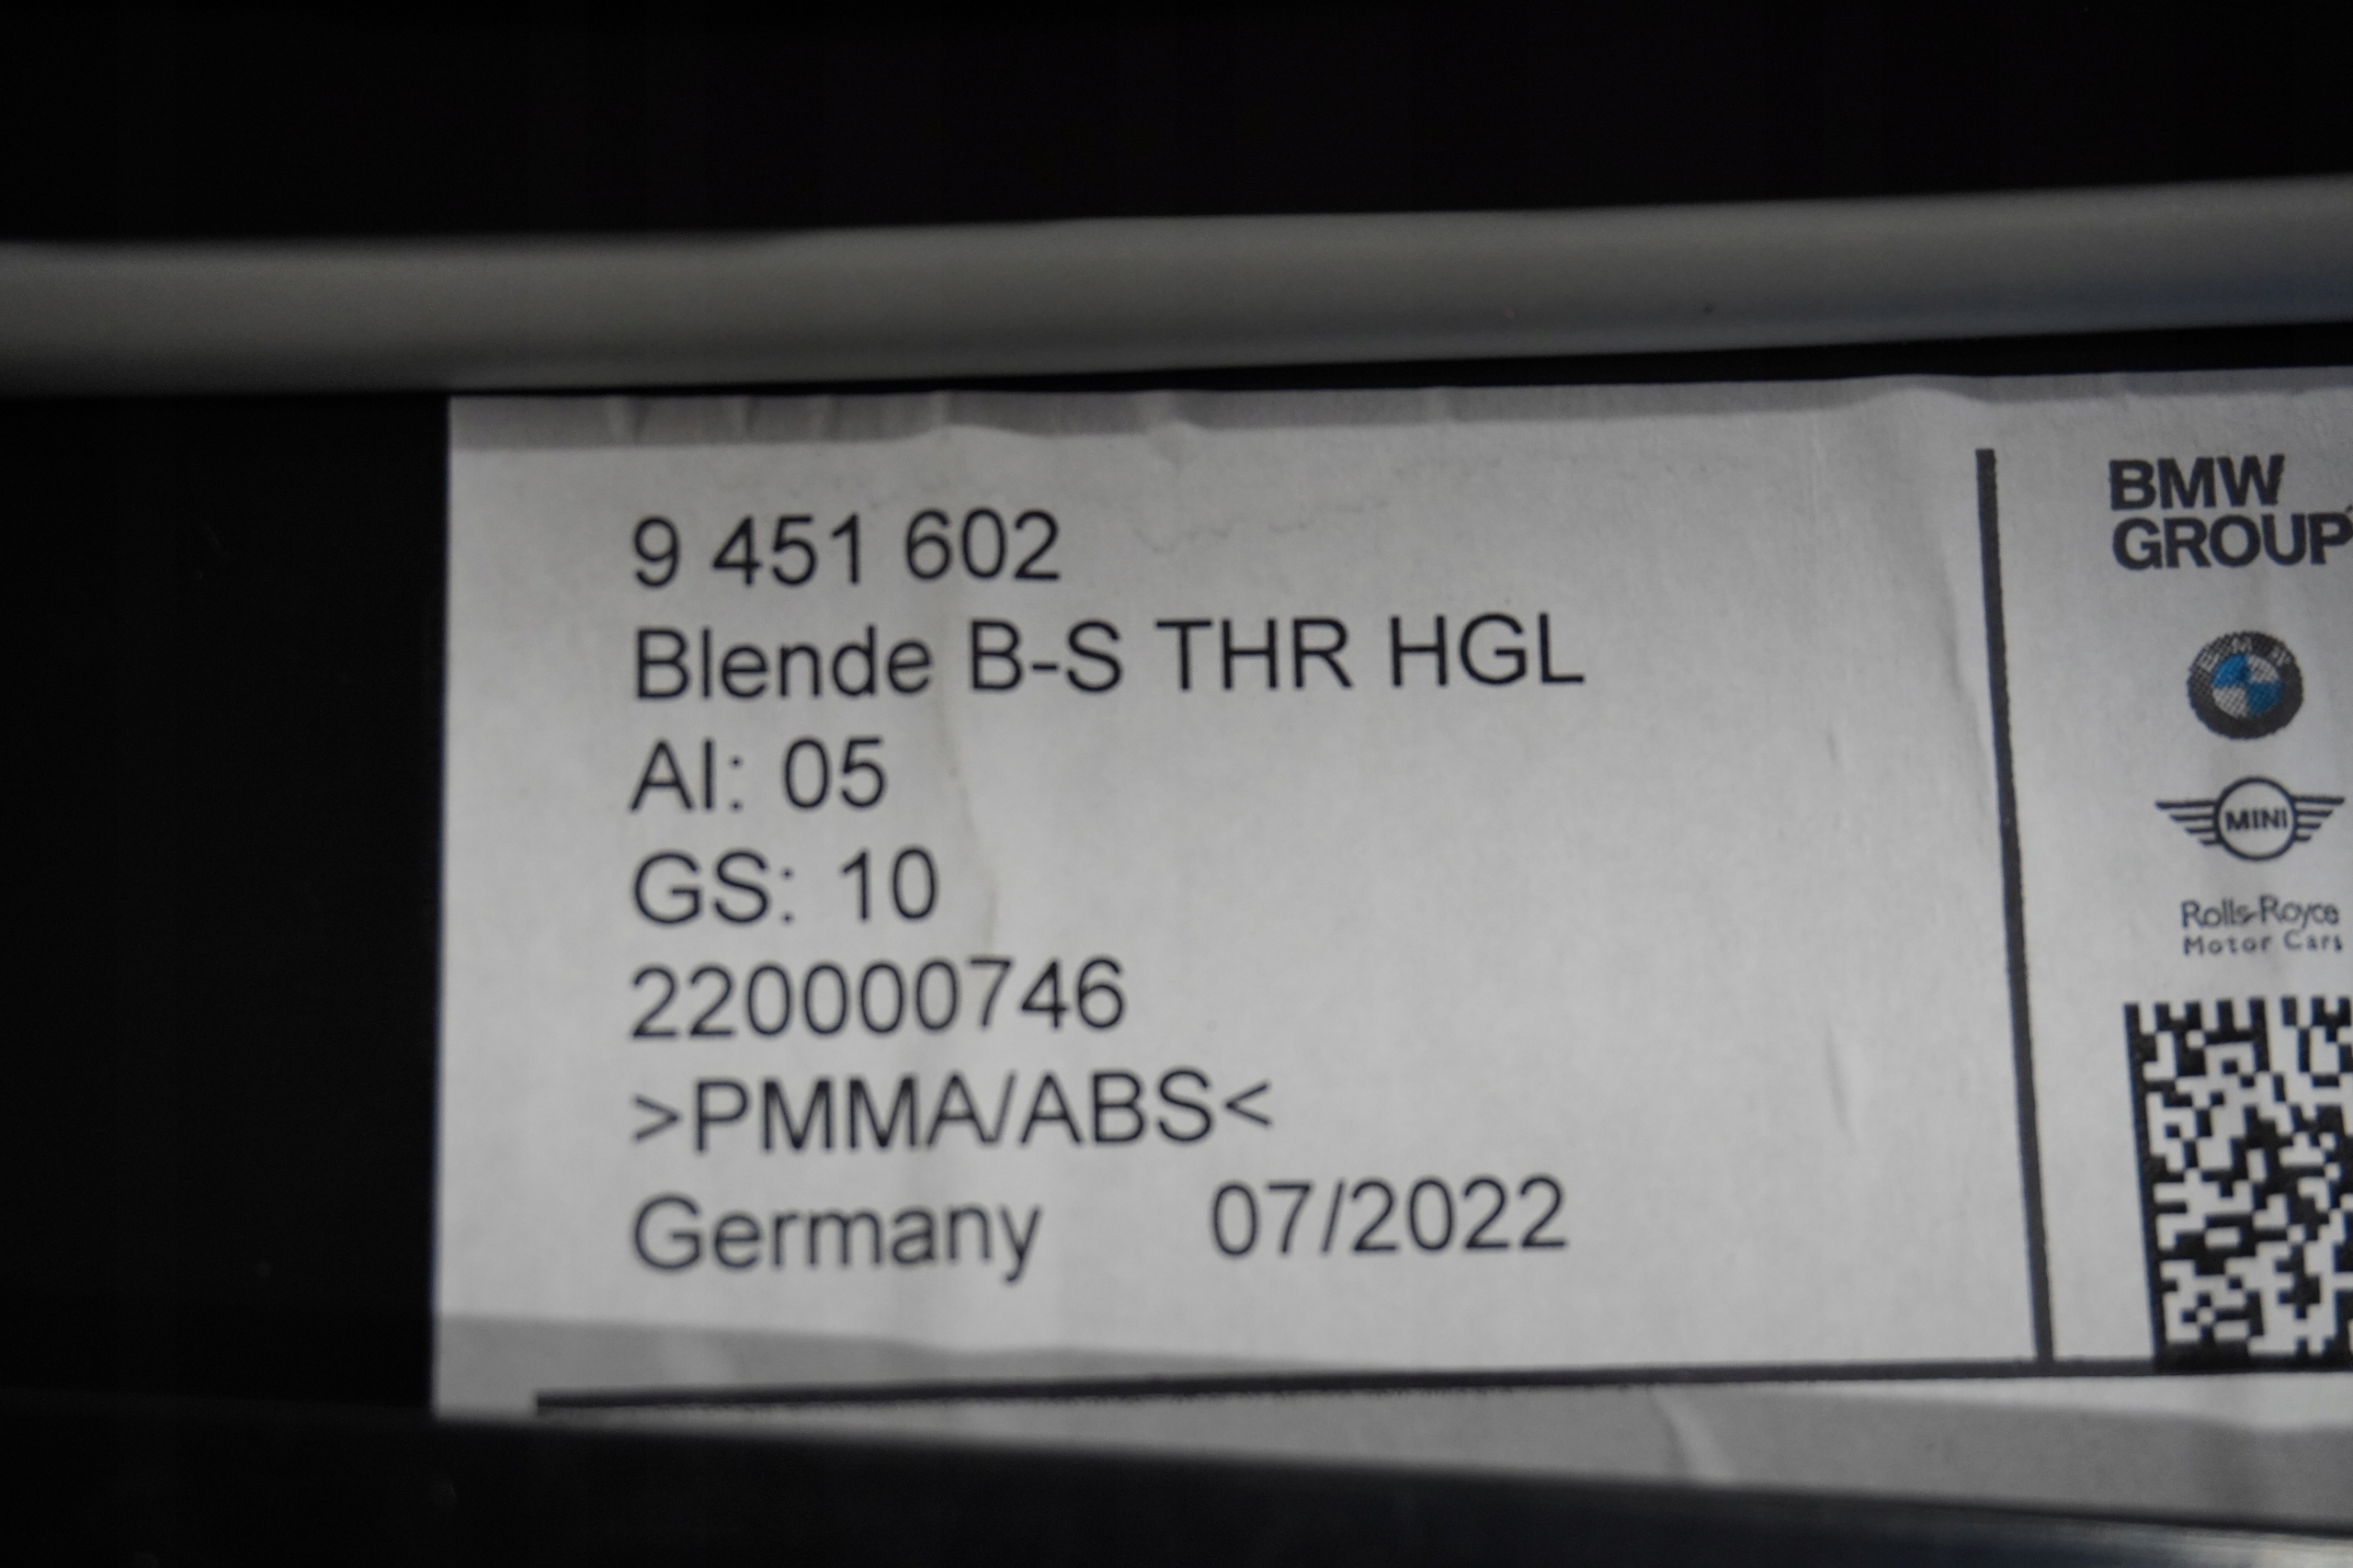 9 451 602
Blende B-S THR HGL
AI: 05
GS: 10
220000746
>PMMA/ABS<
Germany 07/2022
BMW
GROUP
BMW
MINI
Rolls-Royce
Motor Cars